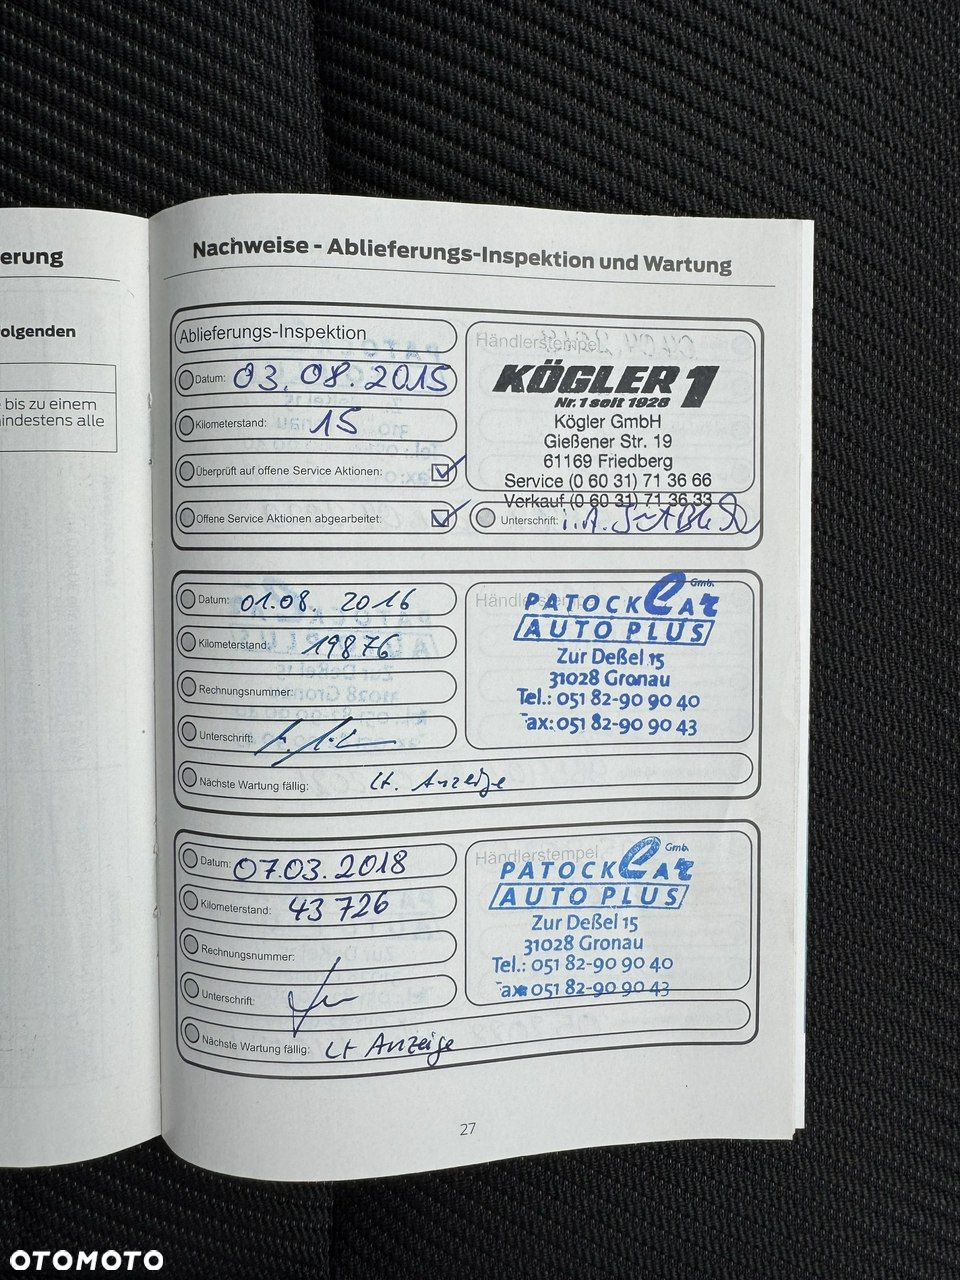 erung
olgenden
bis zu einem
indestens alle
Nachweise - Ablieferungs-Inspektion und Wartung
Ablieferungs-Inspektion
Datum: 03.08.2015
Kilometerstand: 15
Überprüft auf offene Service Aktionen:
Offene Service Aktionen abgearbeitet:
Händlerstempel
KÖGLER 1
Nr. 1 seit 1928
Kögler GmbH
Gießener Str. 19
61169 Friedberg
Service (0 60 31) 71 36 66
Verkauf (0 60 31) 71 36 33
Unterschrift: i.A.
Datum: 01.08. 2016
Kilometerstand: 19876
Rechnungsnummer:
Unterschrift:
Nächste Wartung fällig: Lt. Anzeige
Händlerstempel
PATOCK Car Gmb.
AUTO PLUS
Zur Deßel 15
31028 Gronau
Tel.: 051 82-90 90 40
ax: 051 82-90 90 43
Datum: 07.03.2018
Kilometerstand: 43 726
Rechnungsnummer:
Unterschrift:
Nächste Wartung fällig: Lt Anzeige
Händlerstempel
PATOCK Car Gmb.
AUTO PLUS
Zur Deßel 15
31028 Gronau
Tel.: 051 82-90 90 40
ax: 051 82-90 90 43
27
OTOMOTO